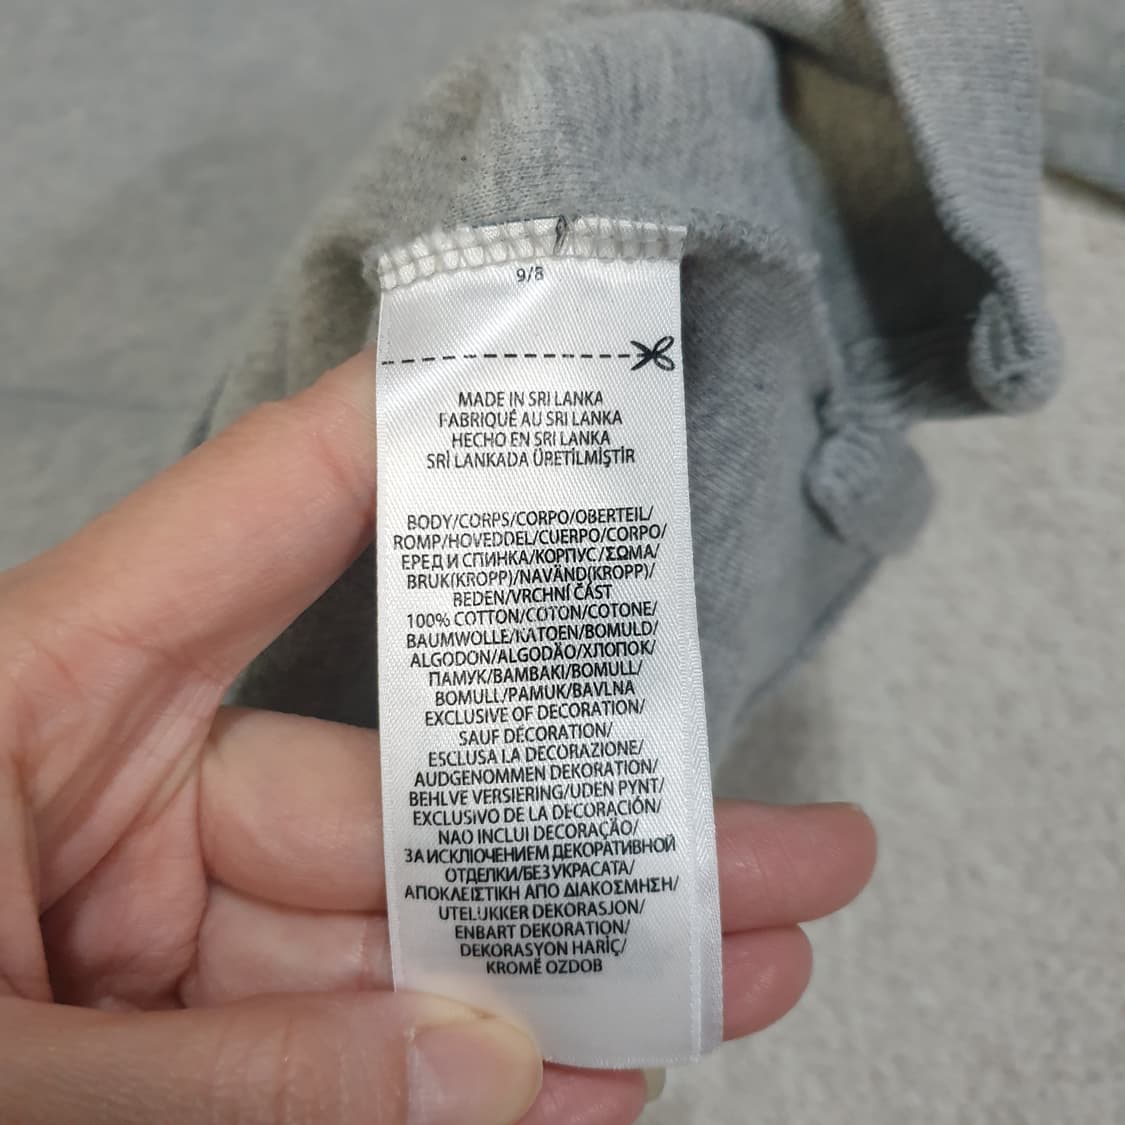 9/8
MADE IN SRI LANKA
FABRIQUÉ AU SRI LANKA
HECHO EN SRI LANKA
SRİ LANKADA ÜRETİLMİŞTİR
BODY/CORPS/CORPO/OBERTEIL/
ROMP/HOVEDDEL/CUERPO/CORPO/
ЕРЕД И СПИНКА/КОРПУС/ΣΩΜΑ/
BRUK(KROPP)/NAVÄND(KROPP)/
BEDEN/VRCHNÍ ČÁST
100% COTTON/COTON/COTONE/
BAUMWOLLE/KATOEN/BOMULD/
ALGODON/ALGODÃO/ХЛОПОК/
ПАМУК/ΒΑΜΒΑΚΙ/BOMULL/
BOMULL/PAMUK/BAVLNA
EXCLUSIVE OF DECORATION/
SAUF DÉCORATION/
ESCLUSA LA DECORAZIONE/
AUDGENOMMEN DEKORATION/
BEHLVE VERSIERING/UDEN PYNT/
EXCLUSIVO DE LA DECORACIÓN/
NAO INCLUI DECORAÇÃO/
ЗА ИСКЛЮЧЕНИЕМ ДЕКОРАТИВНОЙ
ОТДЕЛКИ/БЕЗ УКРАСАТА/
ΑΠΟΚΛΕΙΣΤΙΚΗ ΑΠΟ ΔΙΑΚΟΣΜΗΣΗ/
UTELUKKER DEKORASJON/
ENBART DEKORATION/
DEKORASYON HARİÇ/
KROMĚ OZDOB